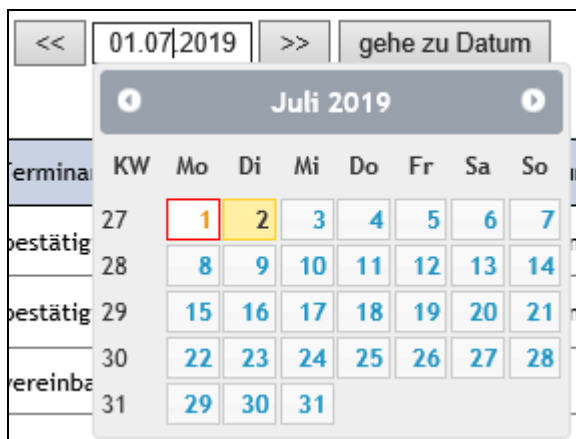 << 01.07.2019 >> gehe zu Datum
Juli 2019
KW Mo Di Mi Do Fr Sa So
27 1 2 3 4 5 6 7
28 8 9 10 11 12 13 14
29 15 16 17 18 19 20 21
30 22 23 24 25 26 27 28
31 29 30 31
Termina
bestätig
bestätig
vereinba